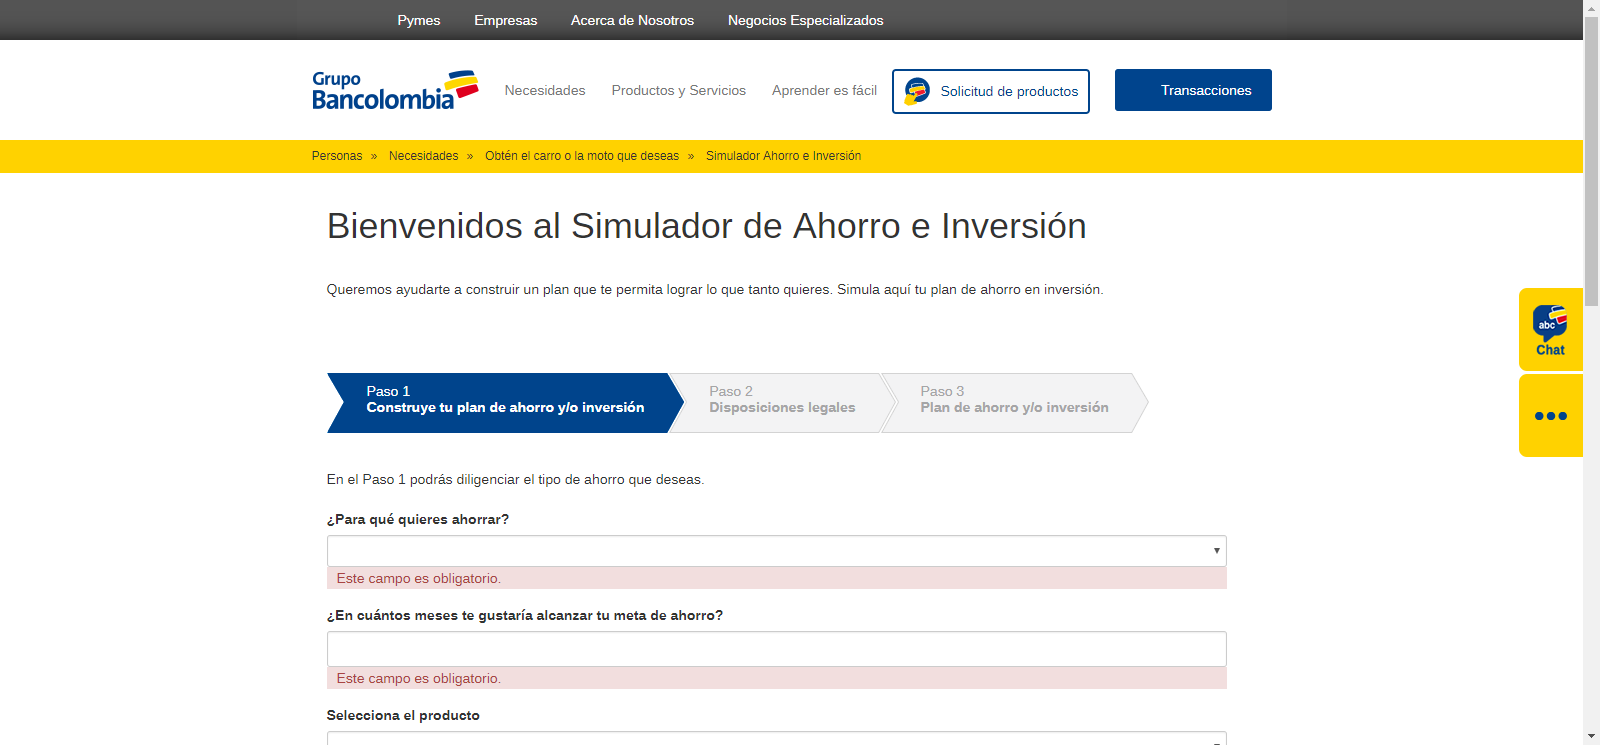 Pymes Empresas Acerca de Nosotros Negocios Especializados
Grupo
Bancolombia
Necesidades Productos y Servicios Aprender es fácil Solicitud de productos Transacciones
Personas » Necesidades » Obtén el carro o la moto que deseas » Simulador Ahorro e Inversión
Bienvenidos al Simulador de Ahorro e Inversión
Queremos ayudarte a construir un plan que te permita lograr lo que tanto quieres. Simula aquí tu plan de ahorro en inversión.
abc
Chat
Paso 1
Construye tu plan de ahorro y/o inversión
Paso 2
Disposiciones legales
Paso 3
Plan de ahorro y/o inversión
En el Paso 1 podrás diligenciar el tipo de ahorro que deseas.
¿Para qué quieres ahorrar?
Este campo es obligatorio.
¿En cuántos meses te gustaría alcanzar tu meta de ahorro?
Este campo es obligatorio.
Selecciona el producto